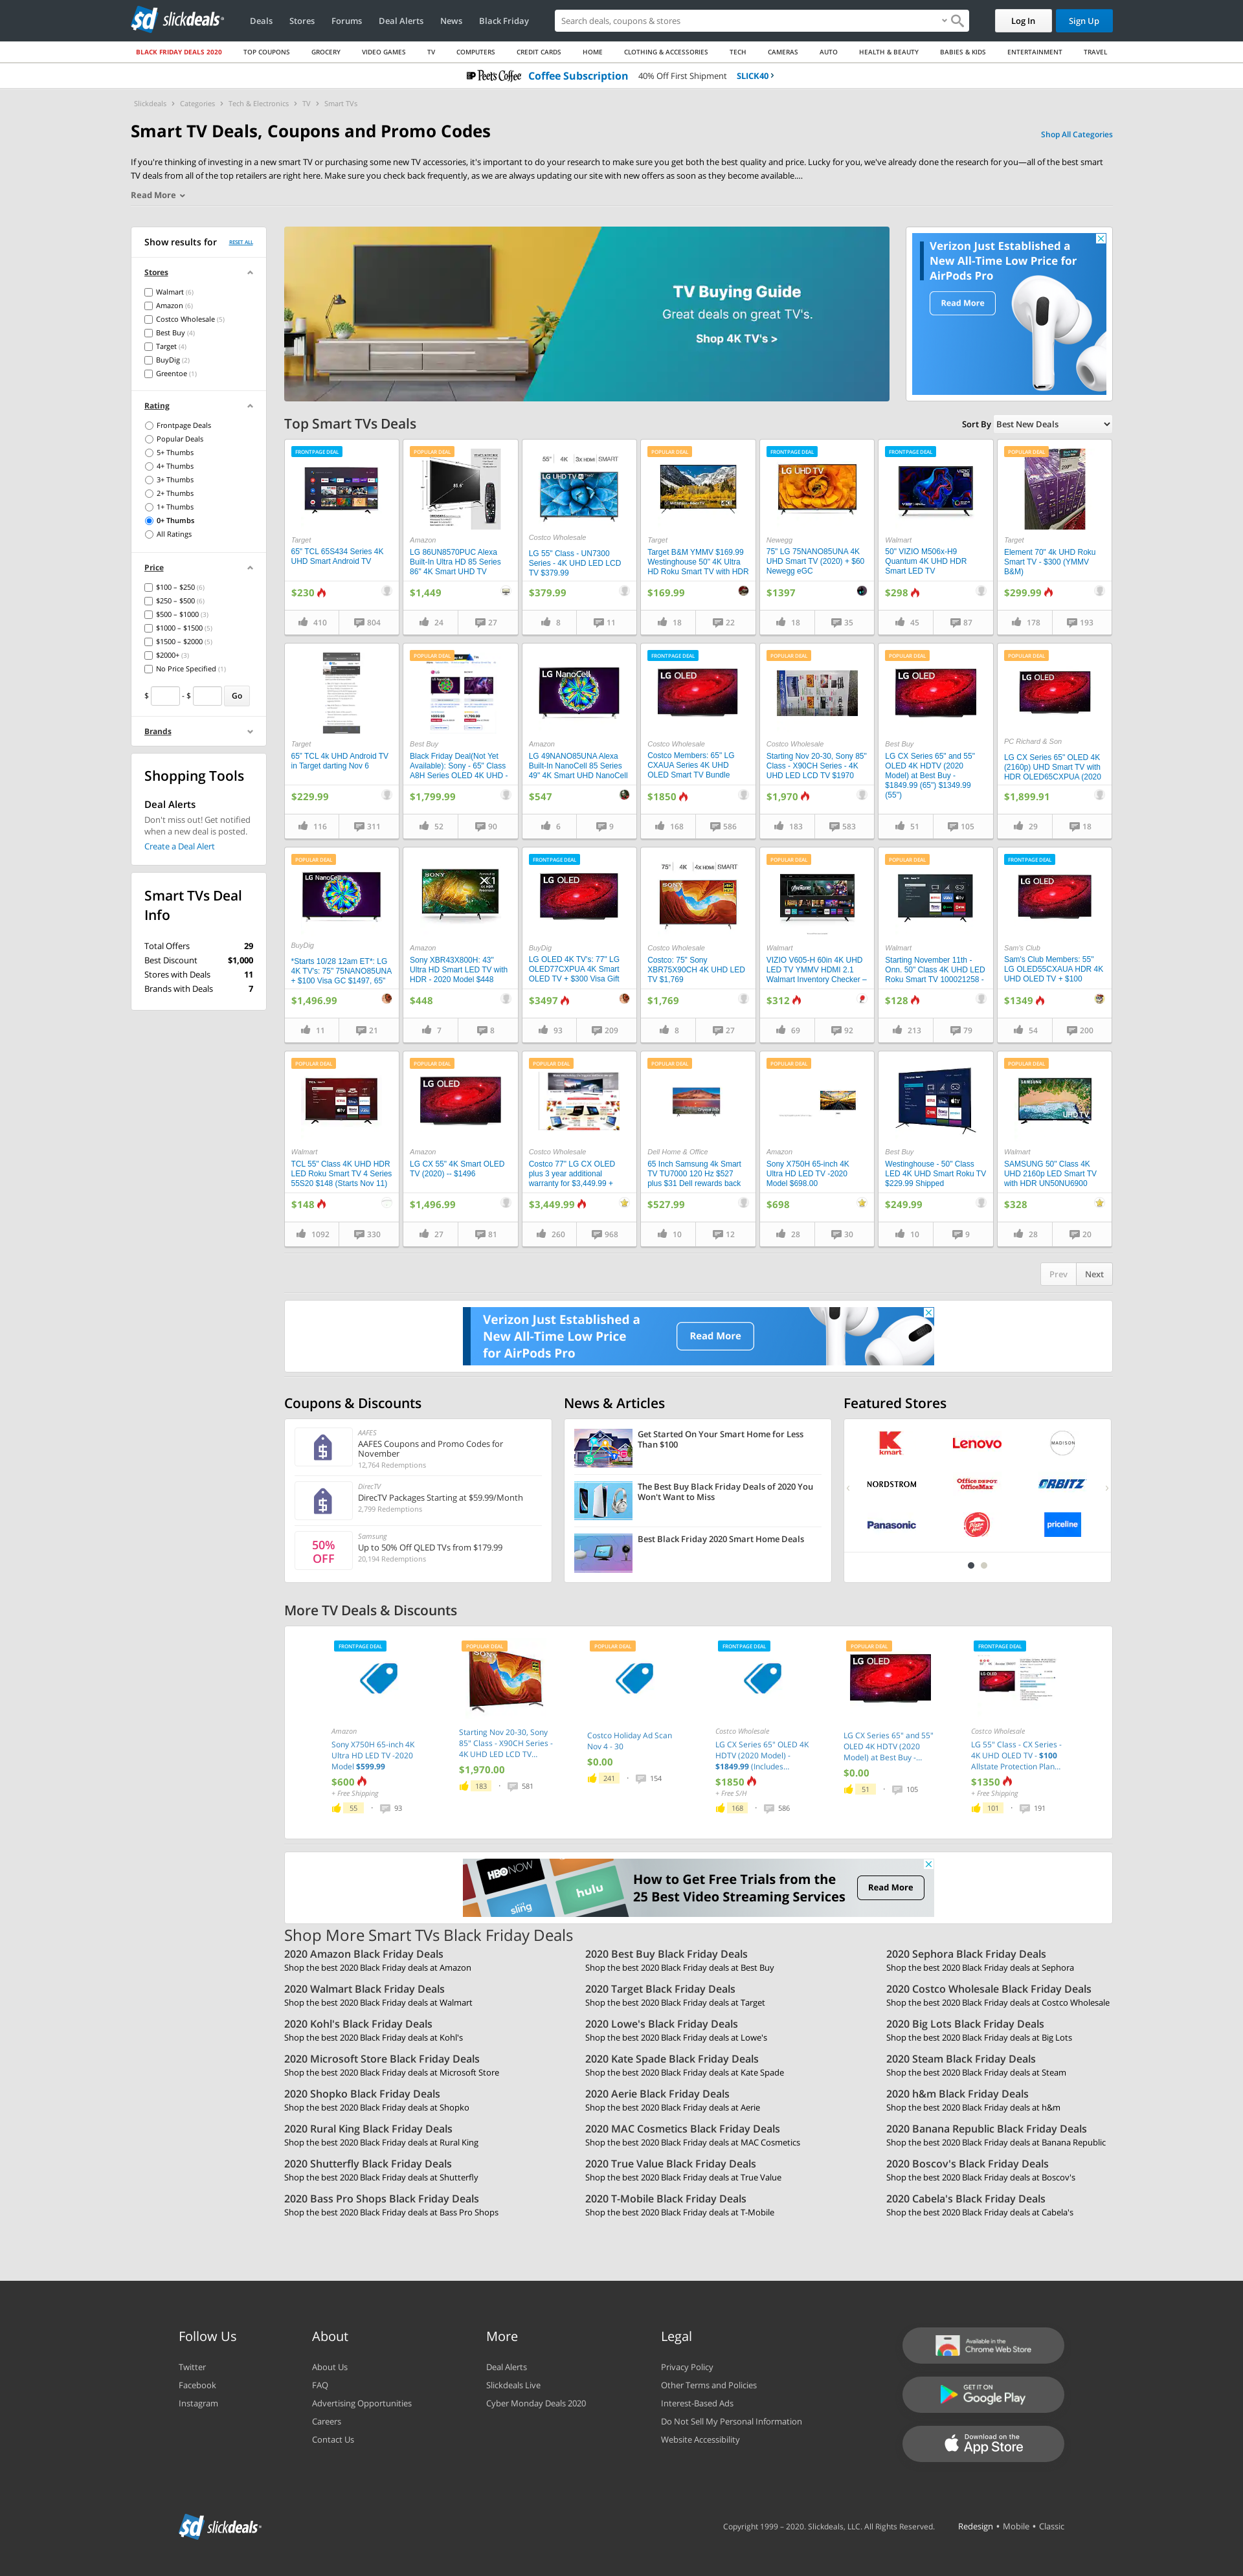 slickdeals
Deals
Stores
Forums
Deal Alerts
News
Black Friday
Search deals, coupons & stores
Log In
Sign Up
BLACK FRIDAY DEALS 2020
TOP COUPONS
GROCERY
VIDEO GAMES
TV
COMPUTERS
CREDIT CARDS
HOME
CLOTHING & ACCESSORIES
TECH
CAMERAS
AUTO
HEALTH & BEAUTY
BABIES & KIDS
ENTERTAINMENT
TRAVEL
Peet's Coffee Coffee Subscription 40% Off First Shipment SLICK40 ›
Slickdeals › Categories › Tech & Electronics › TV › Smart TVs
Smart TV Deals, Coupons and Promo Codes
Shop All Categories
If you're thinking of investing in a new smart TV or purchasing some new TV accessories, it's important to do your research to make sure you get both the best quality and price. Lucky for you, we've already done the research for you—all of the best smart
TV deals from all of the top retailers are right here. Make sure you check back frequently, as we are always updating our site with new offers as soon as they become available....
Read More
Show results for
RESET ALL
Stores
Walmart (6)
Amazon (6)
Costco Wholesale (5)
Best Buy (4)
Target (4)
BuyDig (2)
Greentoe (1)
Rating
Frontpage Deals
Popular Deals
5+ Thumbs
4+ Thumbs
3+ Thumbs
2+ Thumbs
1+ Thumbs
0+ Thumbs
All Ratings
Price
$100 – $250 (6)
$250 – $500 (6)
$500 – $1000 (3)
$1000 – $1500 (5)
$1500 – $2000 (5)
$2000+ (3)
No Price Specified (1)
$ - $ Go
Brands
Shopping Tools
Deal Alerts
Don't miss out! Get notified
when a new deal is posted.
Create a Deal Alert
Smart TVs Deal
Info
Total Offers 29
Best Discount $1,000
Stores with Deals 11
Brands with Deals 7
TV Buying Guide
Great deals on great TV's.
Shop 4K TV's >
Verizon Just Established a
New All-Time Low Price for
AirPods Pro
Read More
Top Smart TVs Deals
Sort By Best New Deals
FRONTPAGE DEAL
Target
65" TCL 65S434 Series 4K
UHD Smart Android TV
$230
410 804
POPULAR DEAL
Amazon
LG 86UN8570PUC Alexa
Built-In Ultra HD 85 Series
86" 4K Smart UHD TV
$1,449
24 27
55" 4K 3x HDMI SMART
LG UHD TV
Costco Wholesale
LG 55" Class - UN7300
Series - 4K UHD LED LCD
TV $379.99
$379.99
8 11
POPULAR DEAL
Target
Target B&M YMMV $169.99
Westinghouse 50" 4K Ultra
HD Roku Smart TV with HDR
$169.99
18 22
FRONTPAGE DEAL
LG UHD TV
Newegg
75" LG 75NANO85UNA 4K
UHD Smart TV (2020) + $60
Newegg eGC
$1397
18 35
FRONTPAGE DEAL
Walmart
50" VIZIO M506x-H9
Quantum 4K UHD HDR
Smart LED TV
$298
45 87
POPULAR DEAL
Target
Element 70" 4k UHD Roku
Smart TV - $300 (YMMV
B&M)
$299.99
178 193
Target
65" TCL 4k UHD Android TV
in Target darting Nov 6
$229.99
116 311
POPULAR DEAL
Best Buy
Black Friday Deal(Not Yet
Available): Sony - 65" Class
A8H Series OLED 4K UHD -
$1,799.99
52 90
LG NanoCell
Amazon
LG 49NANO85UNA Alexa
Built-In NanoCell 85 Series
49" 4K Smart UHD NanoCell
$547
6 9
FRONTPAGE DEAL
LG OLED
Costco Wholesale
Costco Members: 65" LG
CXAUA Series 4K UHD
OLED Smart TV Bundle
$1850
168 586
POPULAR DEAL
Costco Wholesale
Starting Nov 20-30, Sony 85"
Class - X90CH Series - 4K
UHD LED LCD TV $1970
$1,970
183 583
POPULAR DEAL
LG OLED
Best Buy
LG CX Series 65" and 55"
OLED 4K HDTV (2020
Model) at Best Buy -
$1849.99 (65") $1349.99
(55")
51 105
POPULAR DEAL
LG OLED
PC Richard & Son
LG CX Series 65" OLED 4K
(2160p) UHD Smart TV with
HDR OLED65CXPUA (2020
$1,899.91
29 18
POPULAR DEAL
LG NanoCell
BuyDig
*Starts 10/28 12am ET*: LG
4K TV's: 75" 75NANO85UNA
+ $100 Visa GC $1497, 65"
$1,496.99
11 21
SONY X1
Amazon
Sony XBR43X800H: 43"
Ultra HD Smart LED TV with
HDR - 2020 Model $448
$448
7 8
FRONTPAGE DEAL
LG OLED
BuyDig
LG OLED 4K TV's: 77" LG
OLED77CXPUA 4K Smart
OLED TV + $300 Visa Gift
$3497
93 209
75" 4K 4x HDMI SMART
SONY
Costco Wholesale
Costco: 75" Sony
XBR75X90CH 4K UHD LED
TV $1,769
$1,769
8 27
POPULAR DEAL
Walmart
VIZIO V605-H 60in 4K UHD
LED TV YMMV HDMI 2.1
Walmart Inventory Checker –
$312
69 92
POPULAR DEAL
Walmart
Starting November 11th -
Onn. 50" Class 4K UHD LED
Roku Smart TV 100021258 -
$128
213 79
FRONTPAGE DEAL
LG OLED
Sam's Club
Sam's Club Members: 55"
LG OLED55CXAUA HDR 4K
UHD OLED TV + $100
$1349
54 200
POPULAR DEAL
Walmart
TCL 55" Class 4K UHD HDR
LED Roku Smart TV 4 Series
55S20 $148 (Starts Nov 11)
$148
1092 330
POPULAR DEAL
LG OLED
Amazon
LG CX 55" 4K Smart OLED
TV (2020) -- $1496
$1,496.99
27 81
POPULAR DEAL
Costco Wholesale
Costco 77" LG CX OLED
plus 3 year additional
warranty for $3,449.99 +
$3,449.99
260 968
POPULAR DEAL
Dell Home & Office
65 Inch Samsung 4k Smart
TV TU7000 120 Hz $527
plus $31 Dell rewards back
$527.99
10 12
POPULAR DEAL
Amazon
Sony X750H 65-inch 4K
Ultra HD LED TV -2020
Model $698.00
$698
28 30
Best Buy
Westinghouse - 50" Class
LED 4K UHD Smart Roku TV
$229.99 Shipped
$249.99
10 9
POPULAR DEAL
SAMSUNG
UHD TV
Walmart
SAMSUNG 50" Class 4K
UHD 2160p LED Smart TV
with HDR UN50NU6900
$328
28 20
Prev Next
Verizon Just Established a
New All-Time Low Price
for AirPods Pro
Read More
Coupons & Discounts
AAFES
AAFES Coupons and Promo Codes for
November
12,764 Redemptions
DirecTV
DirecTV Packages Starting at $59.99/Month
2,799 Redemptions
50%
OFF
Samsung
Up to 50% Off QLED TVs from $179.99
20,194 Redemptions
News & Articles
Get Started On Your Smart Home for Less
Than $100
The Best Buy Black Friday Deals of 2020 You
Won't Want to Miss
Best Black Friday 2020 Smart Home Deals
Featured Stores
kmart
Lenovo
MADISON
NORDSTROM
Office DEPOT
OfficeMax
ORBITZ
Panasonic
Pizza Hut
priceline
More TV Deals & Discounts
FRONTPAGE DEAL
Amazon
Sony X750H 65-inch 4K
Ultra HD LED TV -2020
Model $599.99
$600
+ Free Shipping
55 · 93
POPULAR DEAL
SONY
Starting Nov 20-30, Sony
85" Class - X90CH Series -
4K UHD LED LCD TV...
$1,970.00
183 · 581
POPULAR DEAL
Costco Holiday Ad Scan
Nov 4 - 30
$0.00
241 · 154
FRONTPAGE DEAL
Costco Wholesale
LG CX Series 65" OLED 4K
HDTV (2020 Model) -
$1849.99 (Includes...
$1850
+ Free S/H
168 · 586
POPULAR DEAL
LG OLED
LG CX Series 65" and 55"
OLED 4K HDTV (2020
Model) at Best Buy -...
$0.00
51 · 105
FRONTPAGE DEAL
LG OLED
Costco Wholesale
LG 55" Class - CX Series -
4K UHD OLED TV - $100
Allstate Protection Plan...
$1350
+ Free Shipping
101 · 191
HBO NOW
sling
hulu
How to Get Free Trials from the
25 Best Video Streaming Services
Read More
Shop More Smart TVs Black Friday Deals
2020 Amazon Black Friday Deals
Shop the best 2020 Black Friday deals at Amazon
2020 Best Buy Black Friday Deals
Shop the best 2020 Black Friday deals at Best Buy
2020 Sephora Black Friday Deals
Shop the best 2020 Black Friday deals at Sephora
2020 Walmart Black Friday Deals
Shop the best 2020 Black Friday deals at Walmart
2020 Target Black Friday Deals
Shop the best 2020 Black Friday deals at Target
2020 Costco Wholesale Black Friday Deals
Shop the best 2020 Black Friday deals at Costco Wholesale
2020 Kohl's Black Friday Deals
Shop the best 2020 Black Friday deals at Kohl's
2020 Lowe's Black Friday Deals
Shop the best 2020 Black Friday deals at Lowe's
2020 Big Lots Black Friday Deals
Shop the best 2020 Black Friday deals at Big Lots
2020 Microsoft Store Black Friday Deals
Shop the best 2020 Black Friday deals at Microsoft Store
2020 Kate Spade Black Friday Deals
Shop the best 2020 Black Friday deals at Kate Spade
2020 Steam Black Friday Deals
Shop the best 2020 Black Friday deals at Steam
2020 Shopko Black Friday Deals
Shop the best 2020 Black Friday deals at Shopko
2020 Aerie Black Friday Deals
Shop the best 2020 Black Friday deals at Aerie
2020 h&m Black Friday Deals
Shop the best 2020 Black Friday deals at h&m
2020 Rural King Black Friday Deals
Shop the best 2020 Black Friday deals at Rural King
2020 MAC Cosmetics Black Friday Deals
Shop the best 2020 Black Friday deals at MAC Cosmetics
2020 Banana Republic Black Friday Deals
Shop the best 2020 Black Friday deals at Banana Republic
2020 Shutterfly Black Friday Deals
Shop the best 2020 Black Friday deals at Shutterfly
2020 True Value Black Friday Deals
Shop the best 2020 Black Friday deals at True Value
2020 Boscov's Black Friday Deals
Shop the best 2020 Black Friday deals at Boscov's
2020 Bass Pro Shops Black Friday Deals
Shop the best 2020 Black Friday deals at Bass Pro Shops
2020 T-Mobile Black Friday Deals
Shop the best 2020 Black Friday deals at T-Mobile
2020 Cabela's Black Friday Deals
Shop the best 2020 Black Friday deals at Cabela's
Follow Us
Twitter
Facebook
Instagram
About
About Us
FAQ
Advertising Opportunities
Careers
Contact Us
More
Deal Alerts
Slickdeals Live
Cyber Monday Deals 2020
Legal
Privacy Policy
Other Terms and Policies
Interest-Based Ads
Do Not Sell My Personal Information
Website Accessibility
Available in the
Chrome Web Store
GET IT ON
Google Play
Download on the
App Store
slickdeals
Copyright 1999 – 2020. Slickdeals, LLC. All Rights Reserved.
Redesign • Mobile • Classic